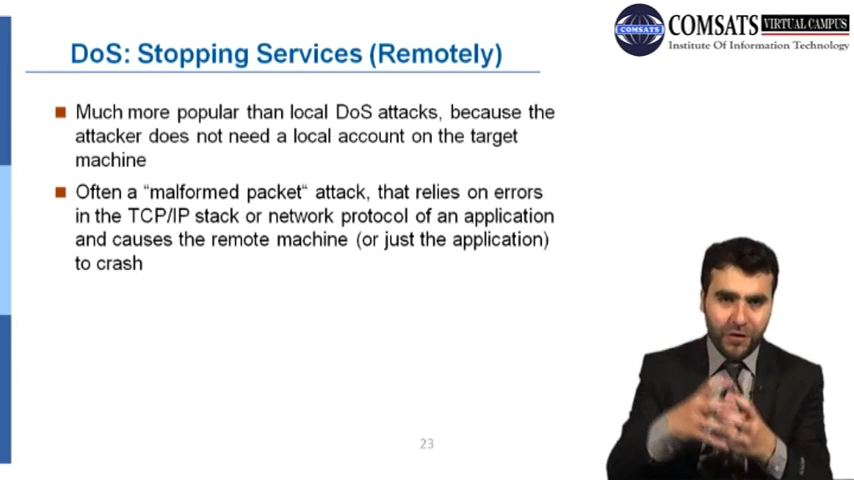 COMSATS VIRTUAL CAMPUS
COMSATS Institute Of Information Technology
DoS: Stopping Services (Remotely)
Much more popular than local DoS attacks, because the
attacker does not need a local account on the target
machine
Often a “malformed packet“ attack, that relies on errors
in the TCP/IP stack or network protocol of an application
and causes the remote machine (or just the application)
to crash
23